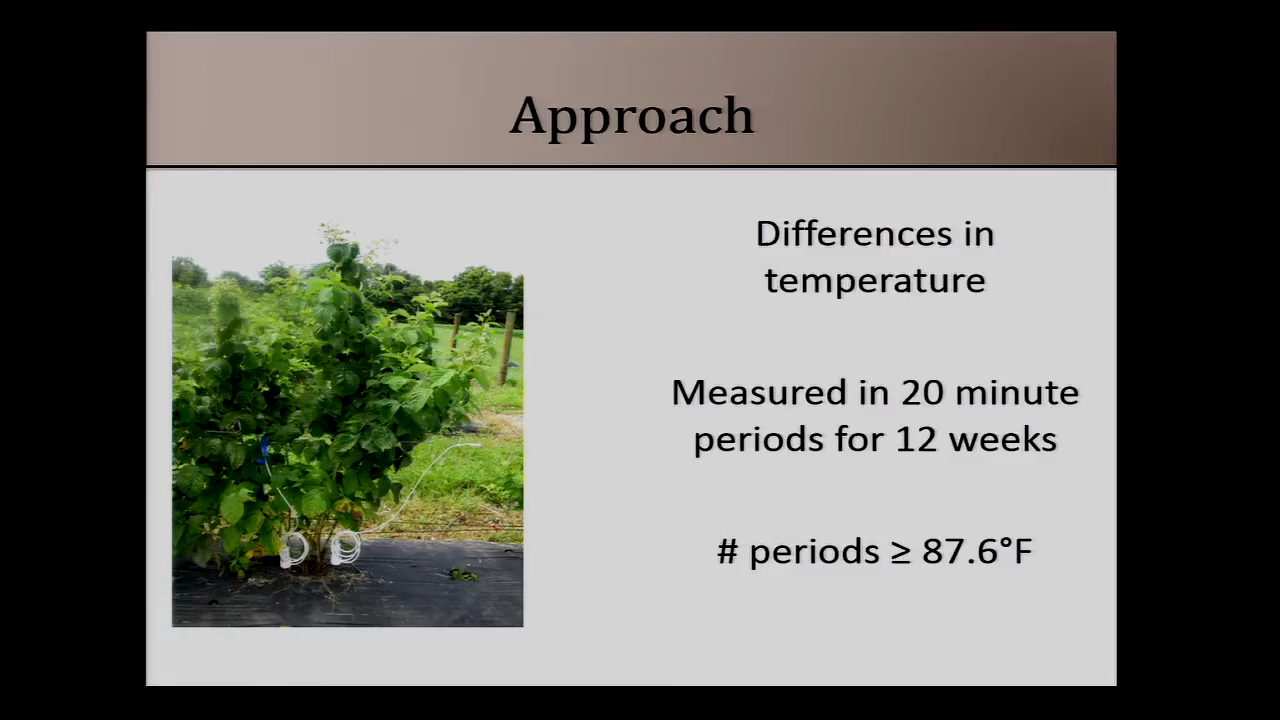 Approach
Differences in
temperature
Measured in 20 minute
periods for 12 weeks
# periods ≥ 87.6°F